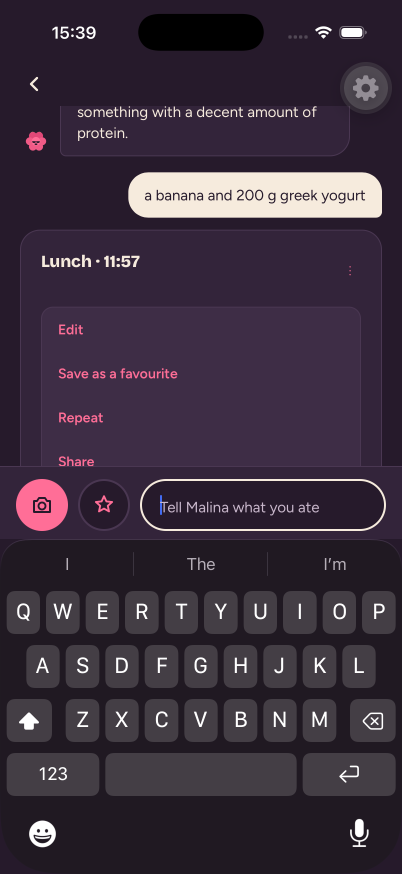 15:39
something with a decent amount of
protein.
a banana and 200 g greek yogurt
Lunch · 11:57
Edit
Save as a favourite
Repeat
Share
Tell Malina what you ate
I The I'm
Q W E R T Y U I O P
A S D F G H J K L
Z X C V B N M
123